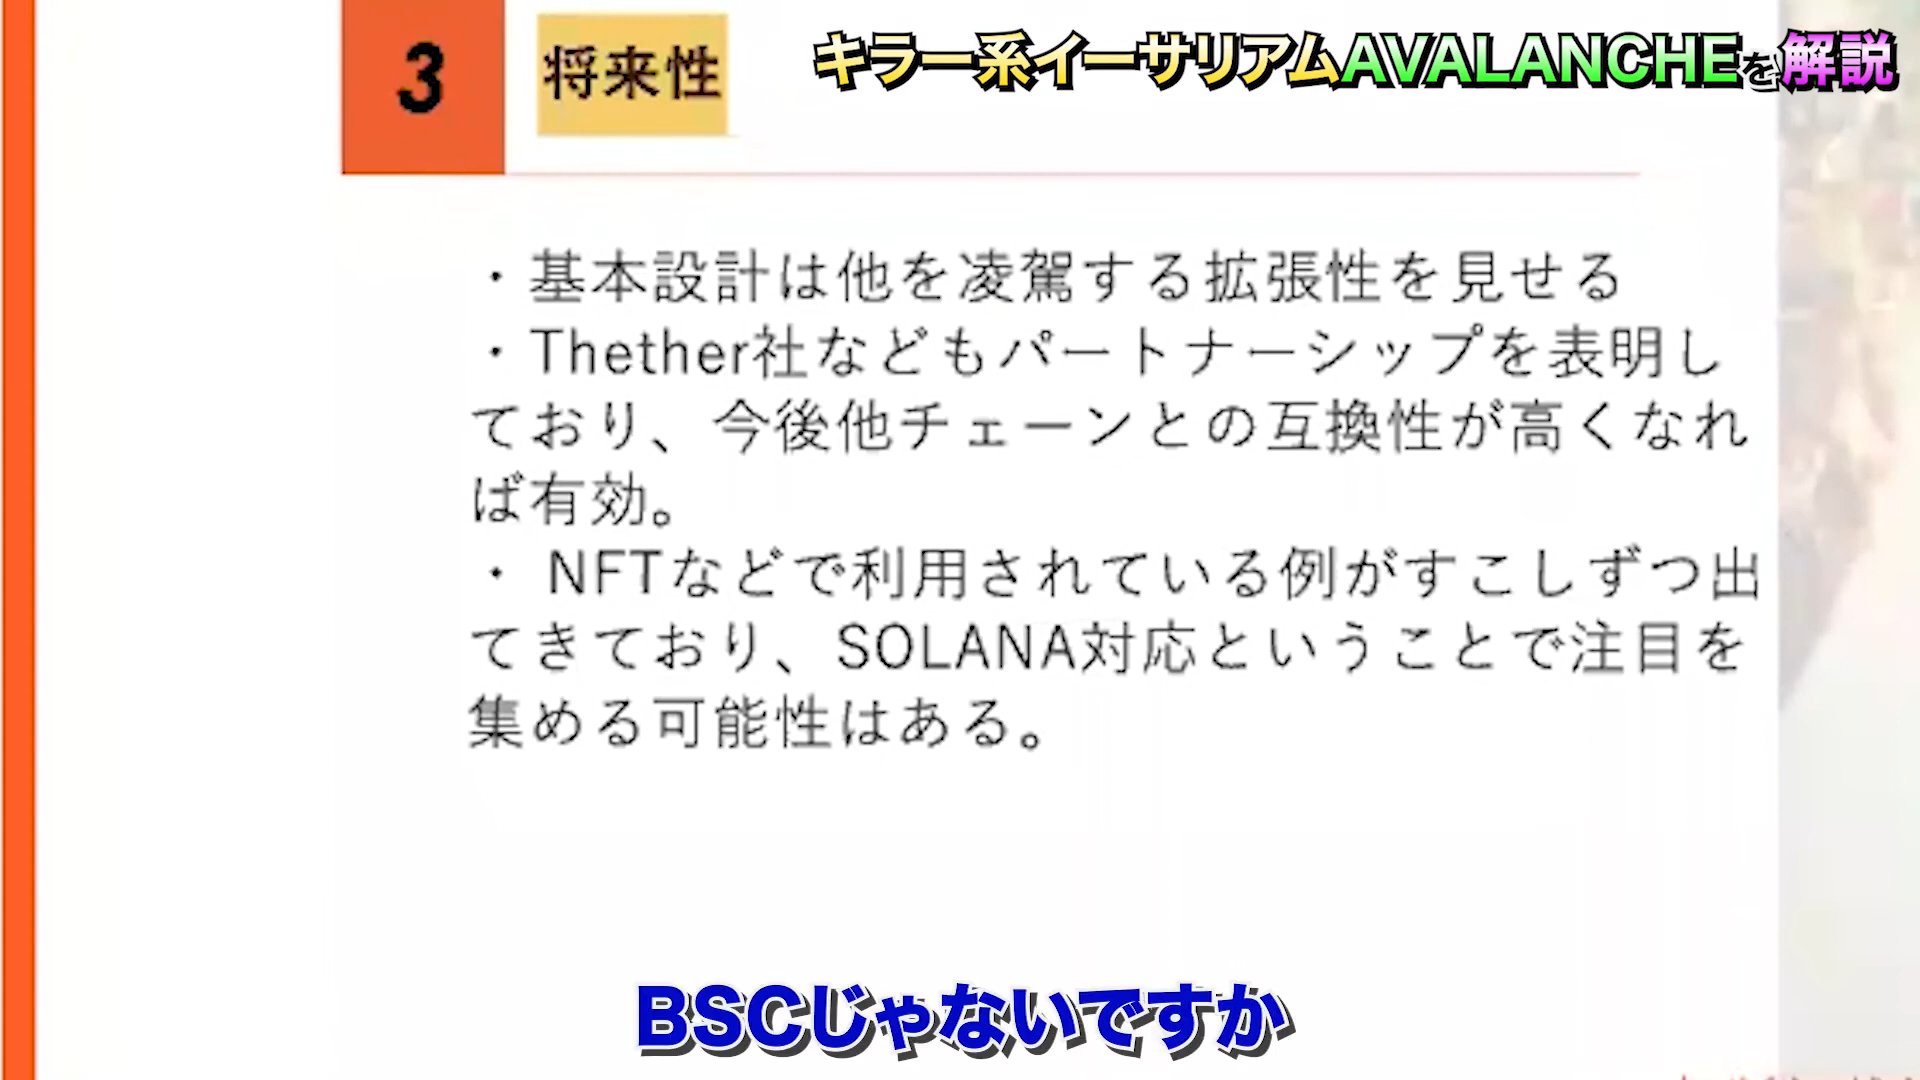 3
将来性
キラー系イーサリアムAVALANCHEを解説
・基本設計は他を凌駕する拡張性を見せる
・Thether社などもパートナーシップを表明し
ており、今後他チェーンとの互換性が高くなれ
ば有効。
・ NFTなどで利用されている例がすこしずつ出
てきており、SOLANA対応ということで注目を
集める可能性はある。
BSCじゃないですか